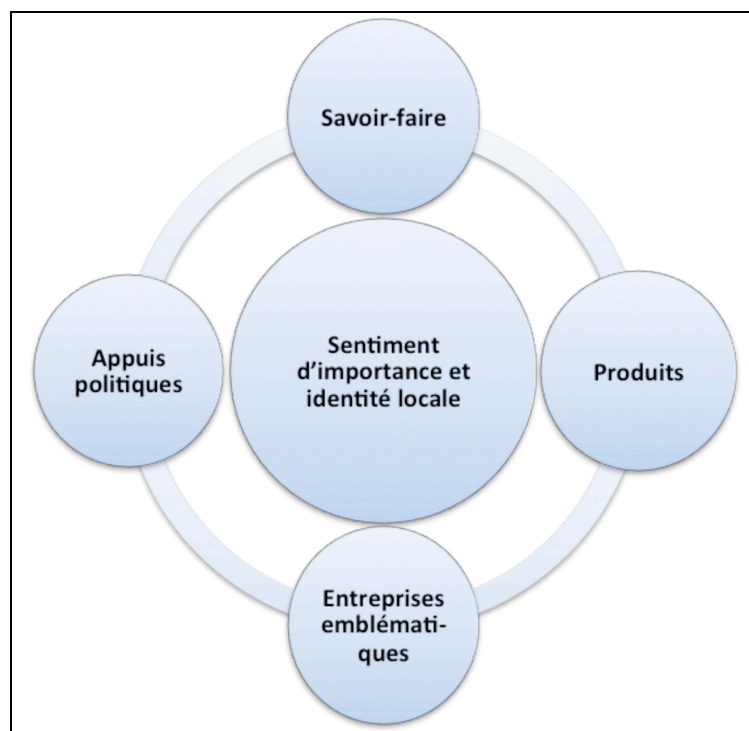 Savoir-faire
Appuis
politiques
Sentiment
d’importance et
identité locale
Produits
Entreprises
emblémati-
ques